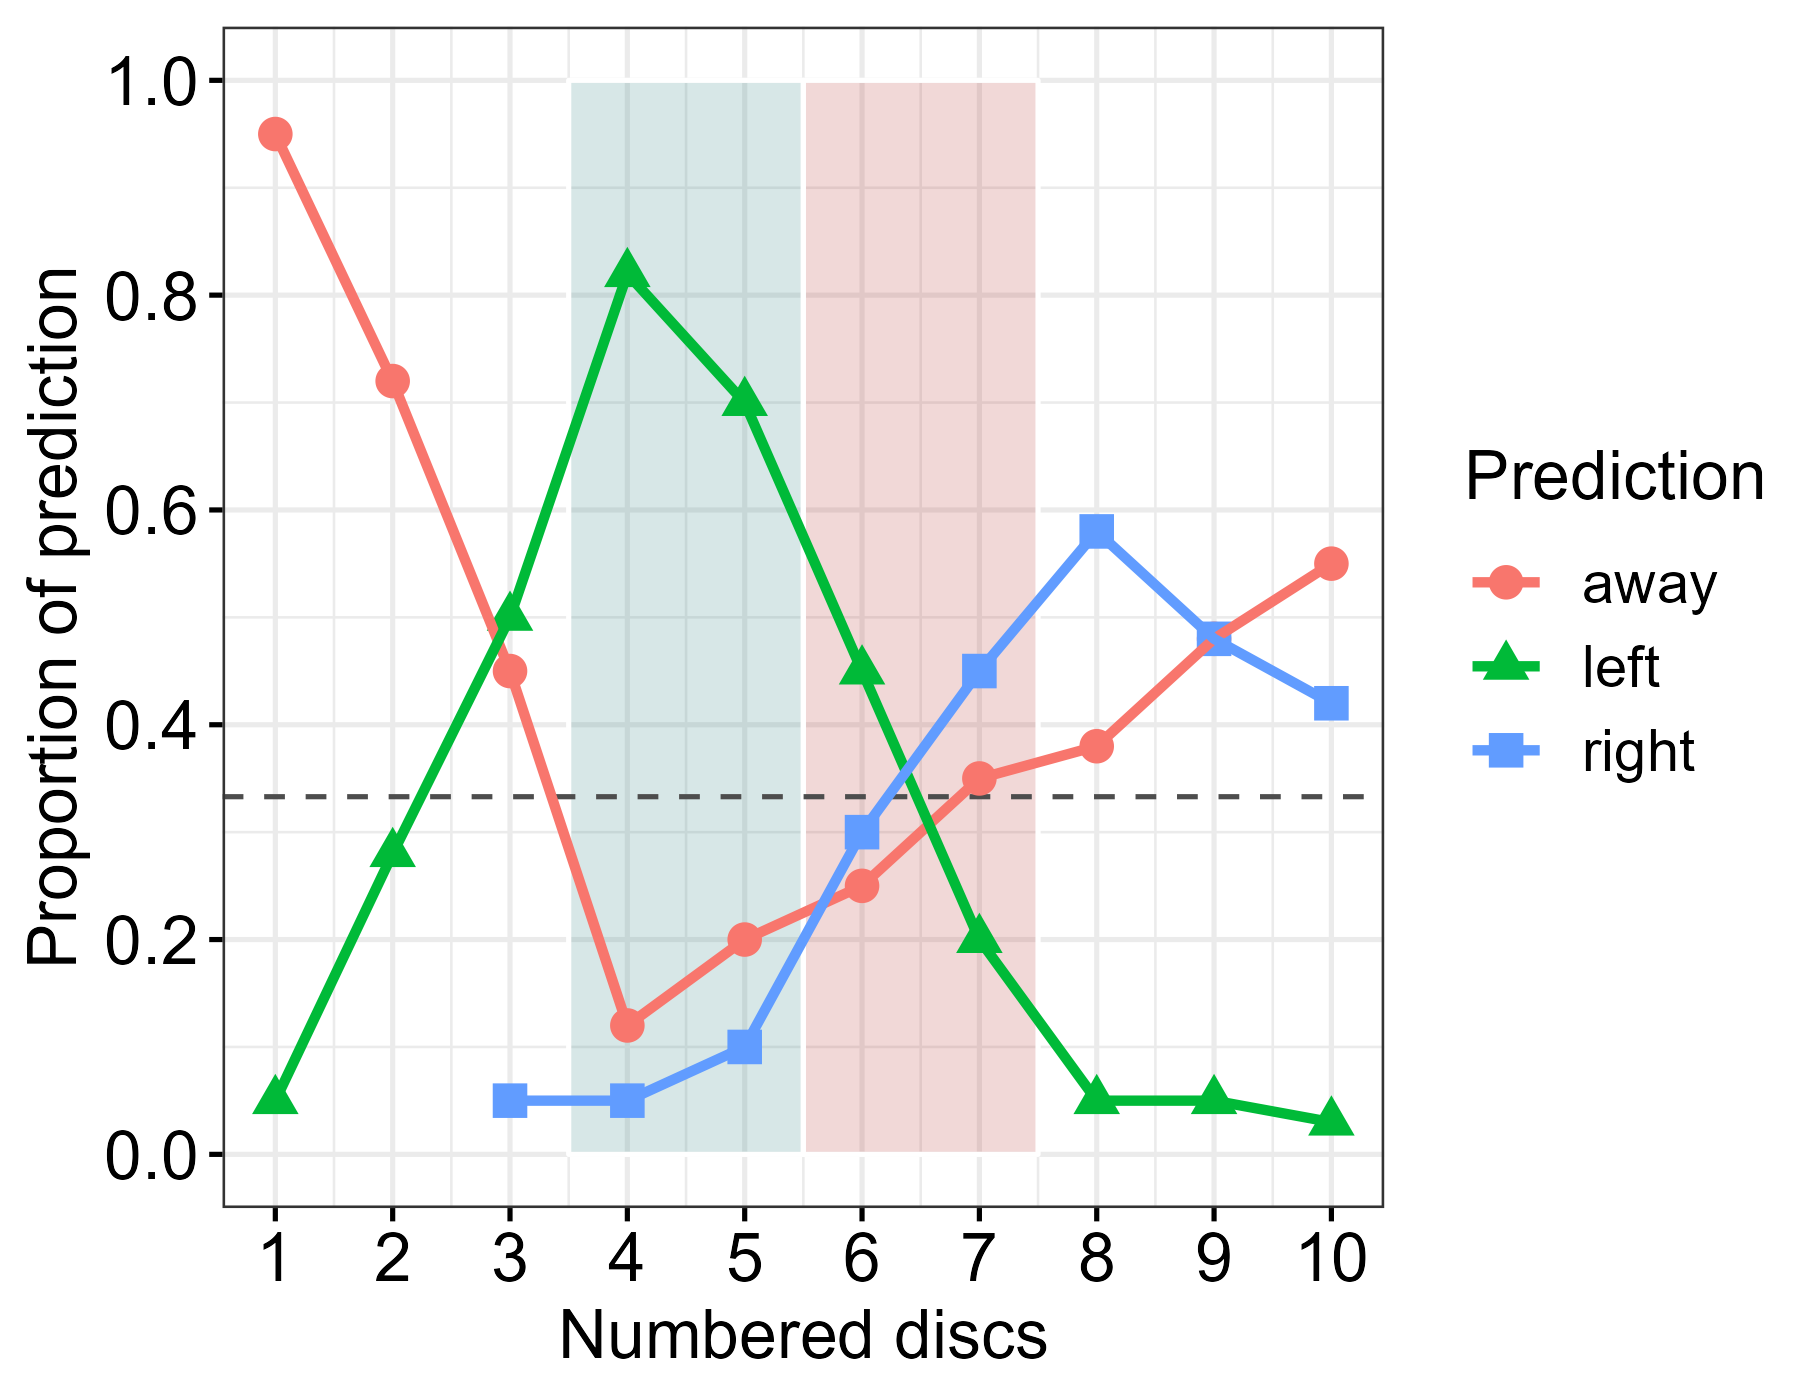 Proportion of prediction
1.0
0.8
0.6
0.4
0.2
0.0
1 2 3 4 5 6 7 8 9 10
Numbered discs
Prediction
away
left
right